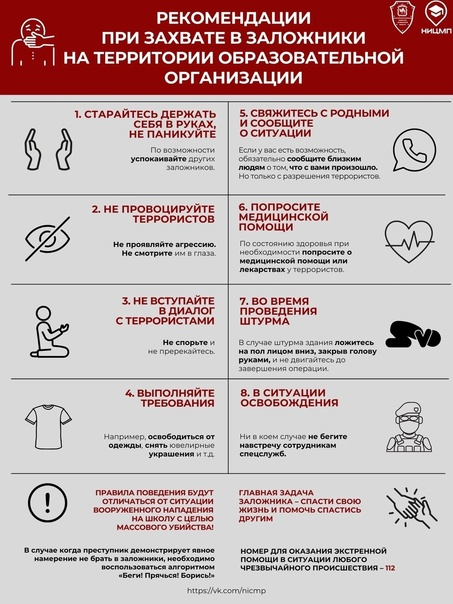 РЕКОМЕНДАЦИИ
ПРИ ЗАХВАТЕ В ЗАЛОЖНИКИ
НА ТЕРРИТОРИИ ОБРАЗОВАТЕЛЬНОЙ
ОРГАНИЗАЦИИ
НИЦМП
1. СТАРАЙТЕСЬ ДЕРЖАТЬ
СЕБЯ В РУКАХ,
НЕ ПАНИКУЙТЕ
По возможности
успокаивайте других
заложников.
2. НЕ ПРОВОЦИРУЙТЕ
ТЕРРОРИСТОВ
Не проявляйте агрессию.
Не смотрите им в глаза.
3. НЕ ВСТУПАЙТЕ
В ДИАЛОГ
С ТЕРРОРИСТАМИ
Не спорьте и
не пререкайтесь.
4. ВЫПОЛНЯЙТЕ
ТРЕБОВАНИЯ
Например, освободиться от
одежды, снять ювелирные
украшения и т.д.
5. СВЯЖИТЕСЬ С РОДНЫМИ
И СООБЩИТЕ
О СИТУАЦИИ
Если у вас есть возможность,
обязательно сообщите близким
людям о том, что с вами произошло.
Но только с разрешения террористов.
6. ПОПРОСИТЕ
МЕДИЦИНСКОЙ
ПОМОЩИ
По состоянию здоровья при
необходимости попросите о
медицинской помощи или
лекарствах у террористов.
7. ВО ВРЕМЯ
ПРОВЕДЕНИЯ
ШТУРМА
В случае штурма здания ложитесь
на пол лицом вниз, закрыв голову
руками, и не двигайтесь до
завершения операции.
8. В СИТУАЦИИ
ОСВОБОЖДЕНИЯ
Ни в коем случае не бегите
навстречу сотрудникам
спецслужб.
ПРАВИЛА ПОВЕДЕНИЯ БУДУТ
ОТЛИЧАТЬСЯ ОТ СИТУАЦИИ
ВООРУЖЕННОГО НАПАДЕНИЯ
НА ШКОЛУ С ЦЕЛЬЮ
МАССОВОГО УБИЙСТВА!
В случае когда преступник демонстрирует явное
намерение не брать в заложники, необходимо
воспользоваться алгоритмом
«Беги! Прячься! Борись!»
ГЛАВНАЯ ЗАДАЧА
ЗАЛОЖНИКА – СПАСТИ СВОЮ
ЖИЗНЬ И ПОМОЧЬ СПАСТИСЬ
ДРУГИМ
НОМЕР ДЛЯ ОКАЗАНИЯ ЭКСТРЕННОЙ
ПОМОЩИ В СИТУАЦИИ ЛЮБОГО
ЧРЕЗВЫЧАЙНОГО ПРОИСШЕСТВИЯ – 112
https://vk.com/nicmp